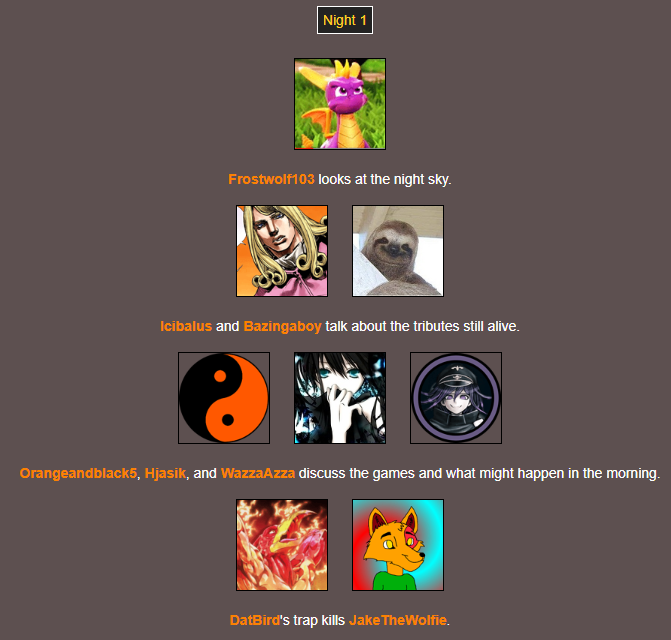 Night 1
Frostwolf103 looks at the night sky.
Icibalus and Bazingaboy talk about the tributes still alive.
Orangeandblack5, Hjasik, and WazzaAzza discuss the games and what might happen in the morning.
DatBird's trap kills JakeTheWolfie.